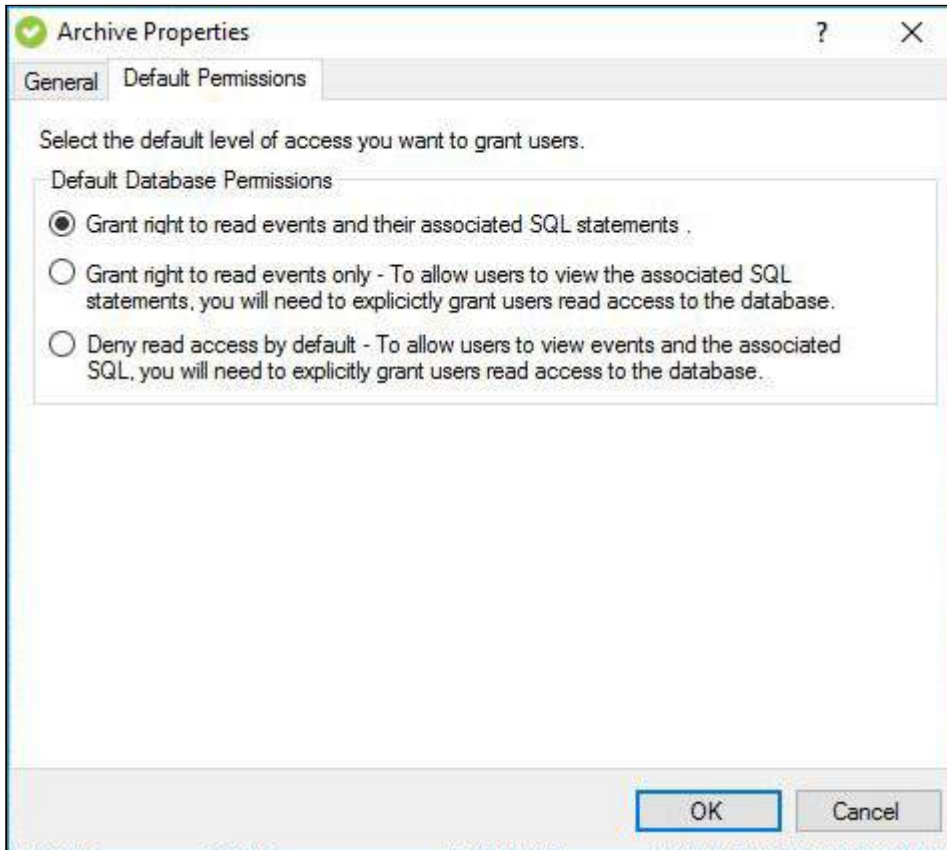 Archive Properties
?
General
Default Permissions
Select the default level of access you want to grant users.
Default Database Permissions
Grant right to read events and their associated SQL statements .
Grant right to read events only - To allow users to view the associated SQL
statements, you will need to explicictly grant users read access to the database.
Deny read access by default - To allow users to view events and the associated
SQL, you will need to explicitly grant users read access to the database.
OK
Cancel